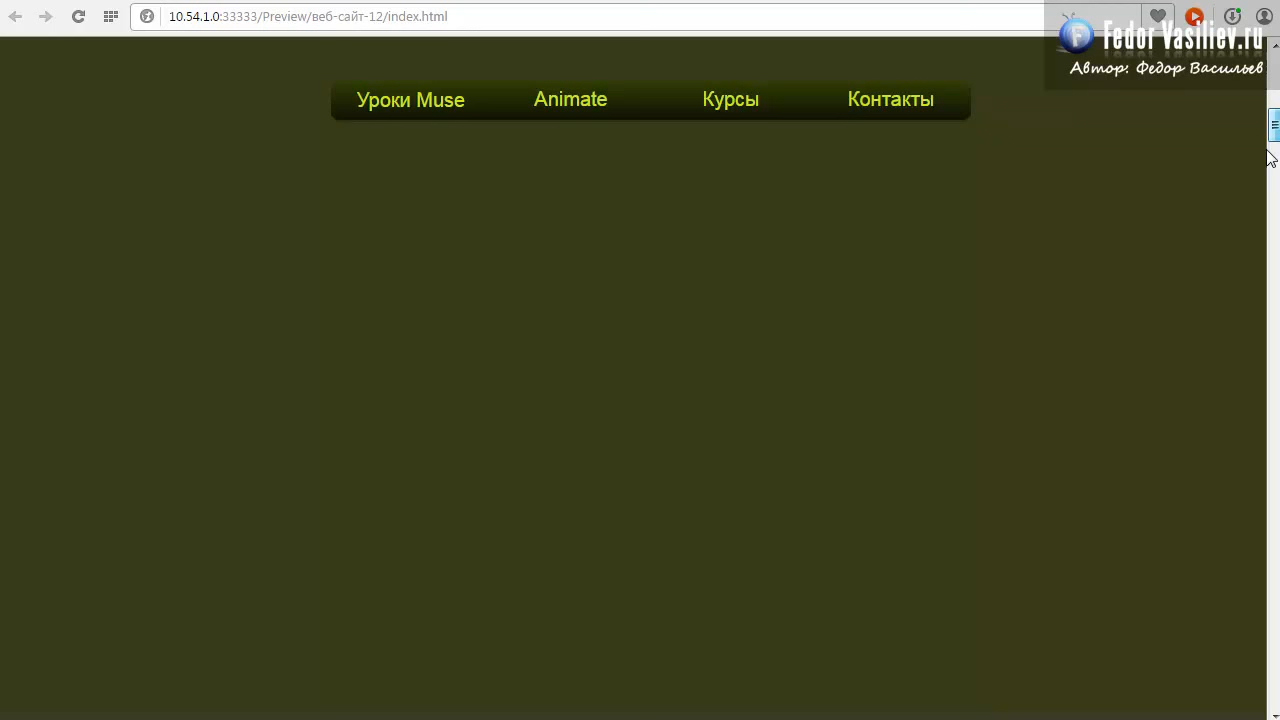 10.54.1.0:33333/Preview/веб-сайт-12/index.html
Fedor Vasiliev.ru
Автор: Федор Васильев
Уроки Muse
Animate
Курсы
Контакты